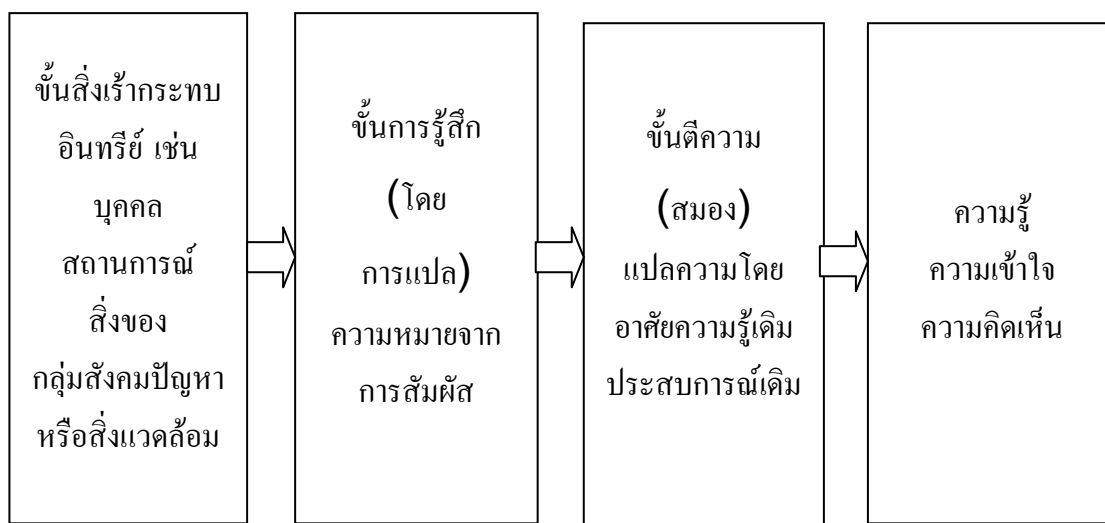 ขั้นสิ่งเร้ากระทบ
อินทรีย์ เช่น
บุคคล
สถานการณ์
สิ่งของ
กลุ่มสังคมปัญหา
หรือสิ่งแวดล้อม
ขั้นการรู้สึก
(โดย
การแปล)
ความหมายจาก
การสัมผัส
ขั้นตีความ
(สมอง)
แปลความโดย
อาศัยความรู้เดิม
ประสบการณ์เดิม
ความรู้
ความเข้าใจ
ความคิดเห็น